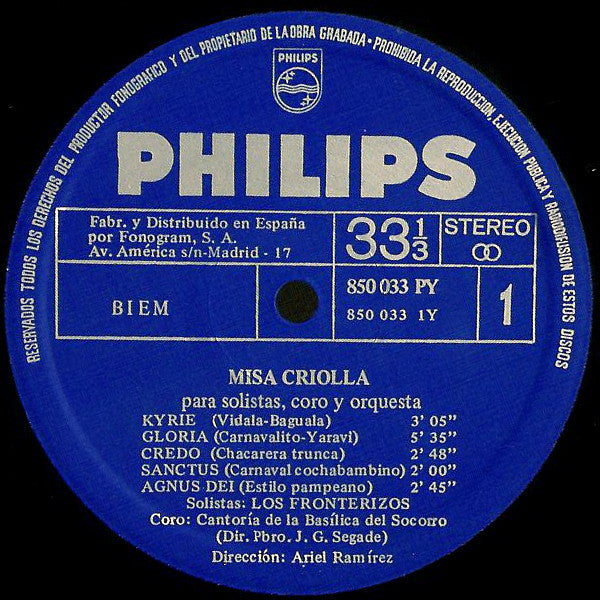 RESERVADOS TODOS LOS DERECHOS DEL PRODUCTOR FONOGRAFICO Y DEL PROPIETARIO DE LA OBRA GRABADA • PROHIBIDA LA REPRODUCCION, EJECUCION PUBLICA Y RADIODIFUSION DE ESTOS DISCOS
PHILIPS
PHILIPS
Fabr. y Distribuido en España
por Fonogram, S. A.
Av. América s/n-Madrid - 17
33 1/3
STEREO
BIEM
850 033 PY
850 033 1Y
1
MISA CRIOLLA
para solistas, coro y orquesta
KYRIE (Vidala-Baguala) 3' 05"
GLORIA (Carnavalito-Yaraví) 5' 35"
CREDO (Chacarera trunca) 2' 48"
SANCTUS (Carnaval cochabambino) 2' 00"
AGNUS DEI (Estilo pampeano) 2' 45"
Solistas: LOS FRONTERIZOS
Coro: Cantoría de la Basílica del Socorro
(Dir. Pbro. J. G. Segade)
Dirección: Ariel Ramírez